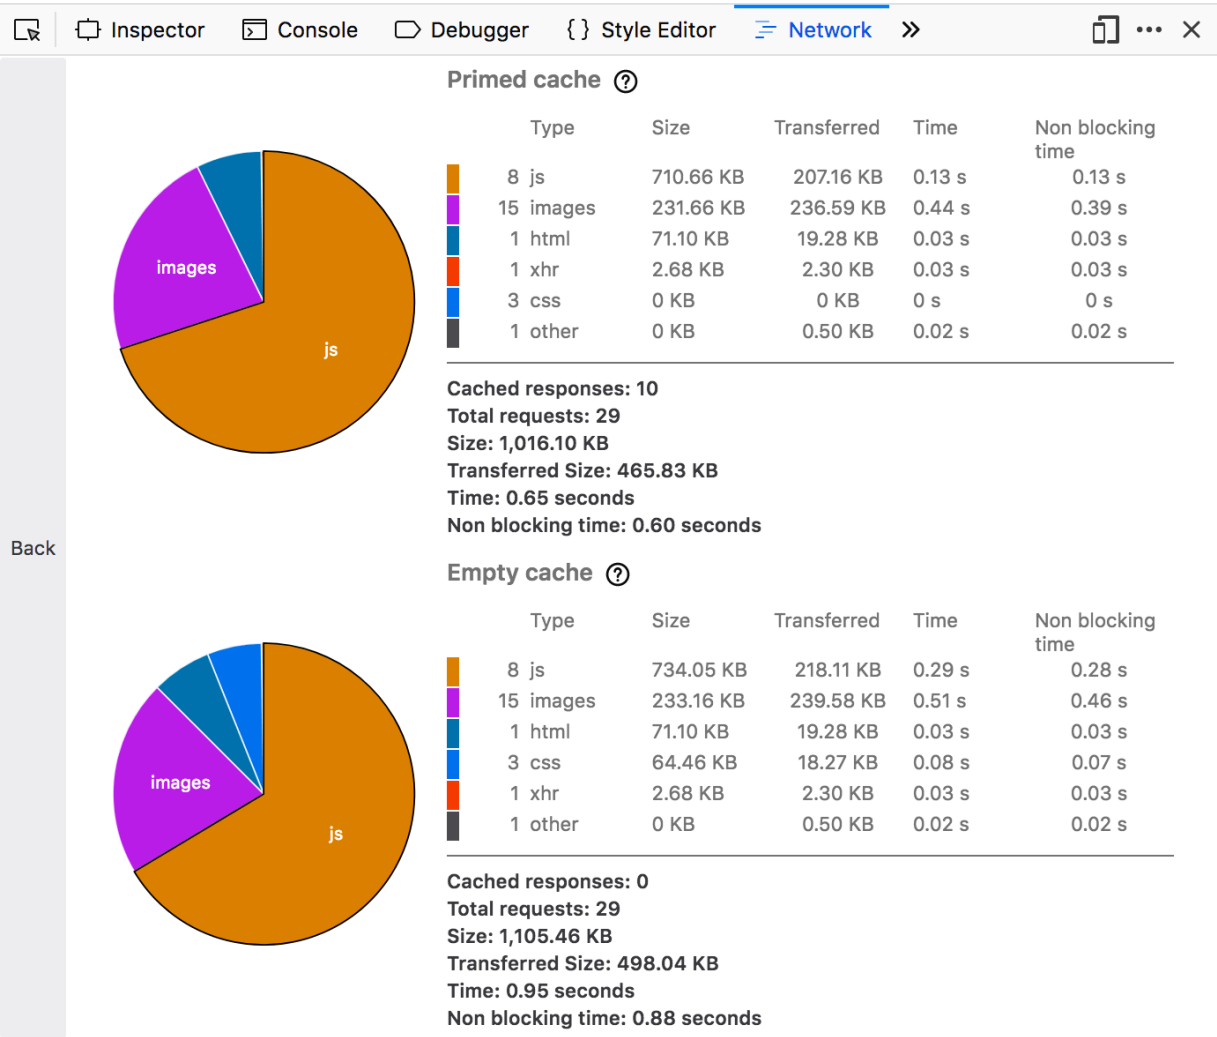 Inspector Console Debugger { } Style Editor Network »
Back
Primed cache ?
Type Size Transferred Time Non blocking
time
8 js 710.66 KB 207.16 KB 0.13 s 0.13 s
15 images 231.66 KB 236.59 KB 0.44 s 0.39 s
1 html 71.10 KB 19.28 KB 0.03 s 0.03 s
1 xhr 2.68 KB 2.30 KB 0.03 s 0.03 s
3 css 0 KB 0 KB 0 s 0 s
1 other 0 KB 0.50 KB 0.02 s 0.02 s
images
js
Cached responses: 10
Total requests: 29
Size: 1,016.10 KB
Transferred Size: 465.83 KB
Time: 0.65 seconds
Non blocking time: 0.60 seconds
Empty cache ?
Type Size Transferred Time Non blocking
time
8 js 734.05 KB 218.11 KB 0.29 s 0.28 s
15 images 233.16 KB 239.58 KB 0.51 s 0.46 s
1 html 71.10 KB 19.28 KB 0.03 s 0.03 s
3 css 64.46 KB 18.27 KB 0.08 s 0.07 s
1 xhr 2.68 KB 2.30 KB 0.03 s 0.03 s
1 other 0 KB 0.50 KB 0.02 s 0.02 s
images
js
Cached responses: 0
Total requests: 29
Size: 1,105.46 KB
Transferred Size: 498.04 KB
Time: 0.95 seconds
Non blocking time: 0.88 seconds